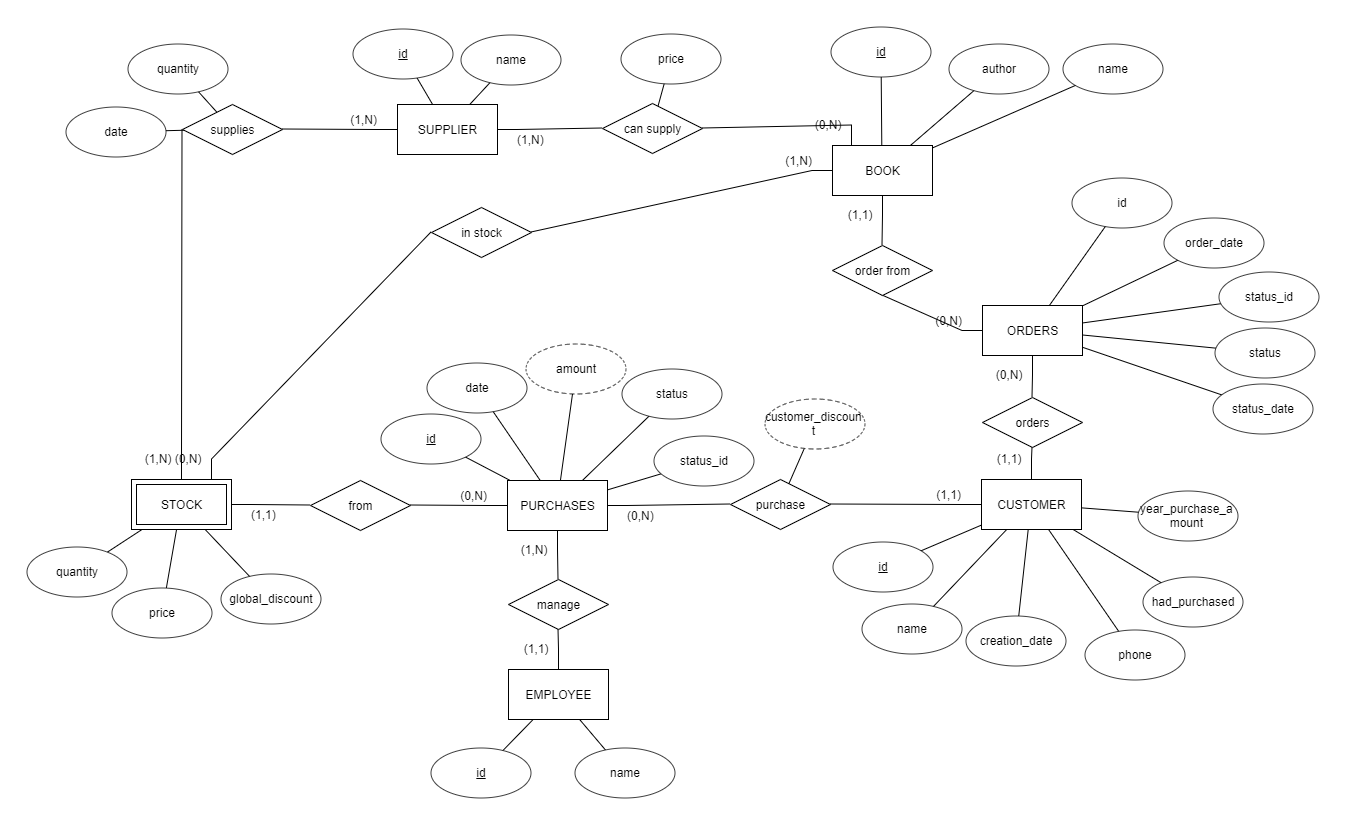 id
id
name
price
quantity
author
name
date
supplies
(1,N)
SUPPLIER
(1,N)
can supply
(0,N)
(1,N)
BOOK
id
(1,1)
in stock
order_date
order from
status_id
(0,N)
ORDERS
status
amount
(0,N)
date
status
status_date
customer_discoun
t
orders
id
(1,N)
(0,N)
status_id
(1,1)
STOCK
(1,1)
from
(0,N)
PURCHASES
(0,N)
purchase
(1,1)
CUSTOMER
year_purchase_a
mount
(1,N)
quantity
price
global_discount
manage
id
had_purchased
name
creation_date
phone
(1,1)
EMPLOYEE
id
name